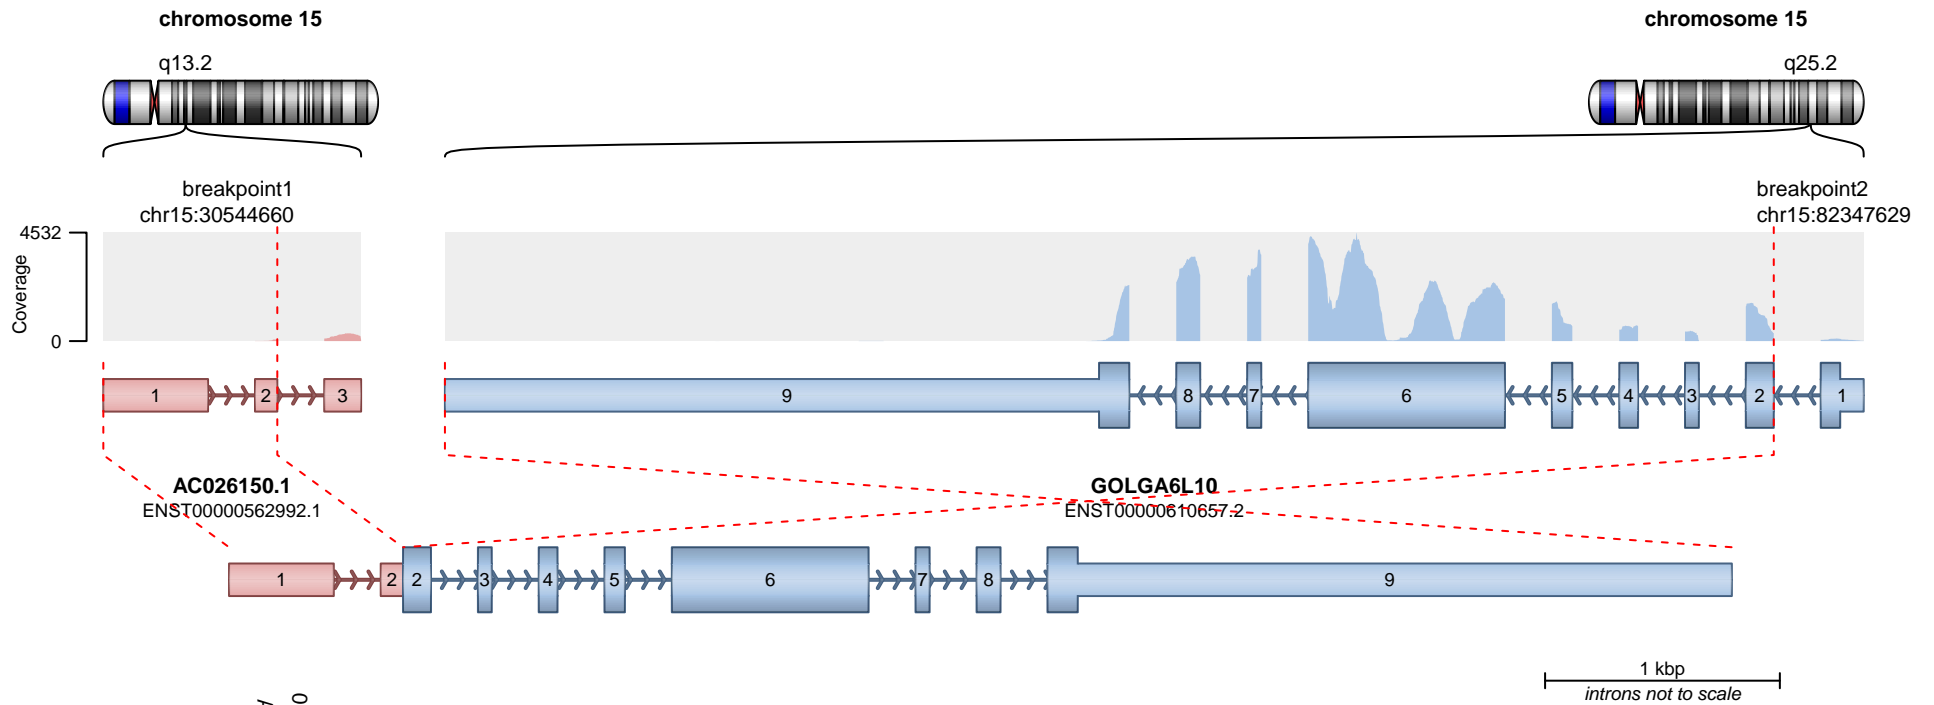 chromosome 15
chromosome 15
q13.2
q25.2
breakpoint1
chr15:30544660
breakpoint2
chr15:82347629
4532
Coverage
0
1
2
3
9
8
7
6
5
4
3
2
1
AC026150.1
ENST00000562992.1
GOLGA6L10
ENST00000610657.2
1
2
2
3
4
5
6
7
8
9
1 kbp
introns not to scale
0